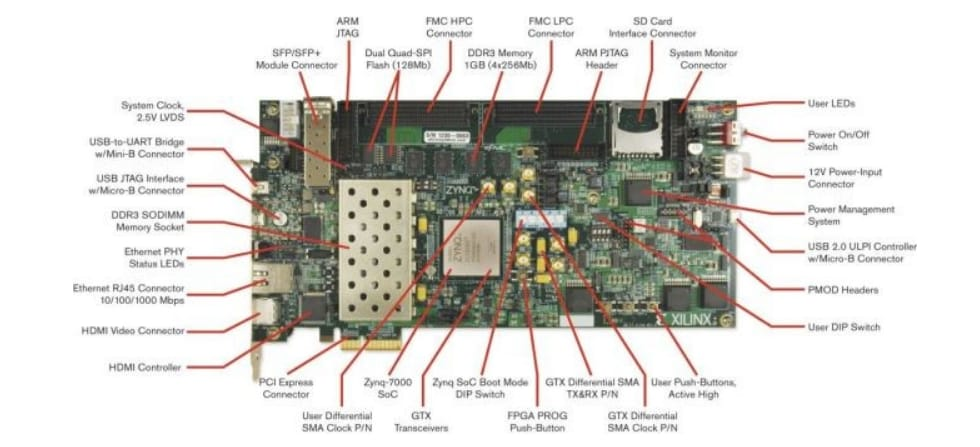 ARM
JTAG
FMC HPC
Connector
FMC LPC
Connector
SD Card
Interface Connector
SFP/SFP+
Module Connector
Dual Quad-SPI
Flash (128Mb)
DDR3 Memory
1GB (4x256Mb)
ARM PJTAG
Header
System Monitor
Connector
System Clock,
2.5V LVDS
User LEDs
USB-to-UART Bridge
w/Mini-B Connector
Power On/Off
Switch
USB JTAG Interface
w/Micro-B Connector
12V Power-Input
Connector
DDR3 SODIMM
Memory Socket
Power Management
System
Ethernet PHY
Status LEDs
USB 2.0 ULPI Controller
w/Micro-B Connector
Ethernet RJ45 Connector
10/100/1000 Mbps
PMOD Headers
HDMI Video Connector
User DIP Switch
HDMI Controller
ZYNQ
ZYNQ
XILINX
PCI Express
Connector
Zynq-7000
SoC
Zynq SoC Boot Mode
DIP Switch
GTX Differential SMA
TX&RX P/N
User Push-Buttons,
Active High
User Differential
SMA Clock P/N
GTX
Transceivers
FPGA PROG
Push-Button
GTX Differential
SMA Clock P/N